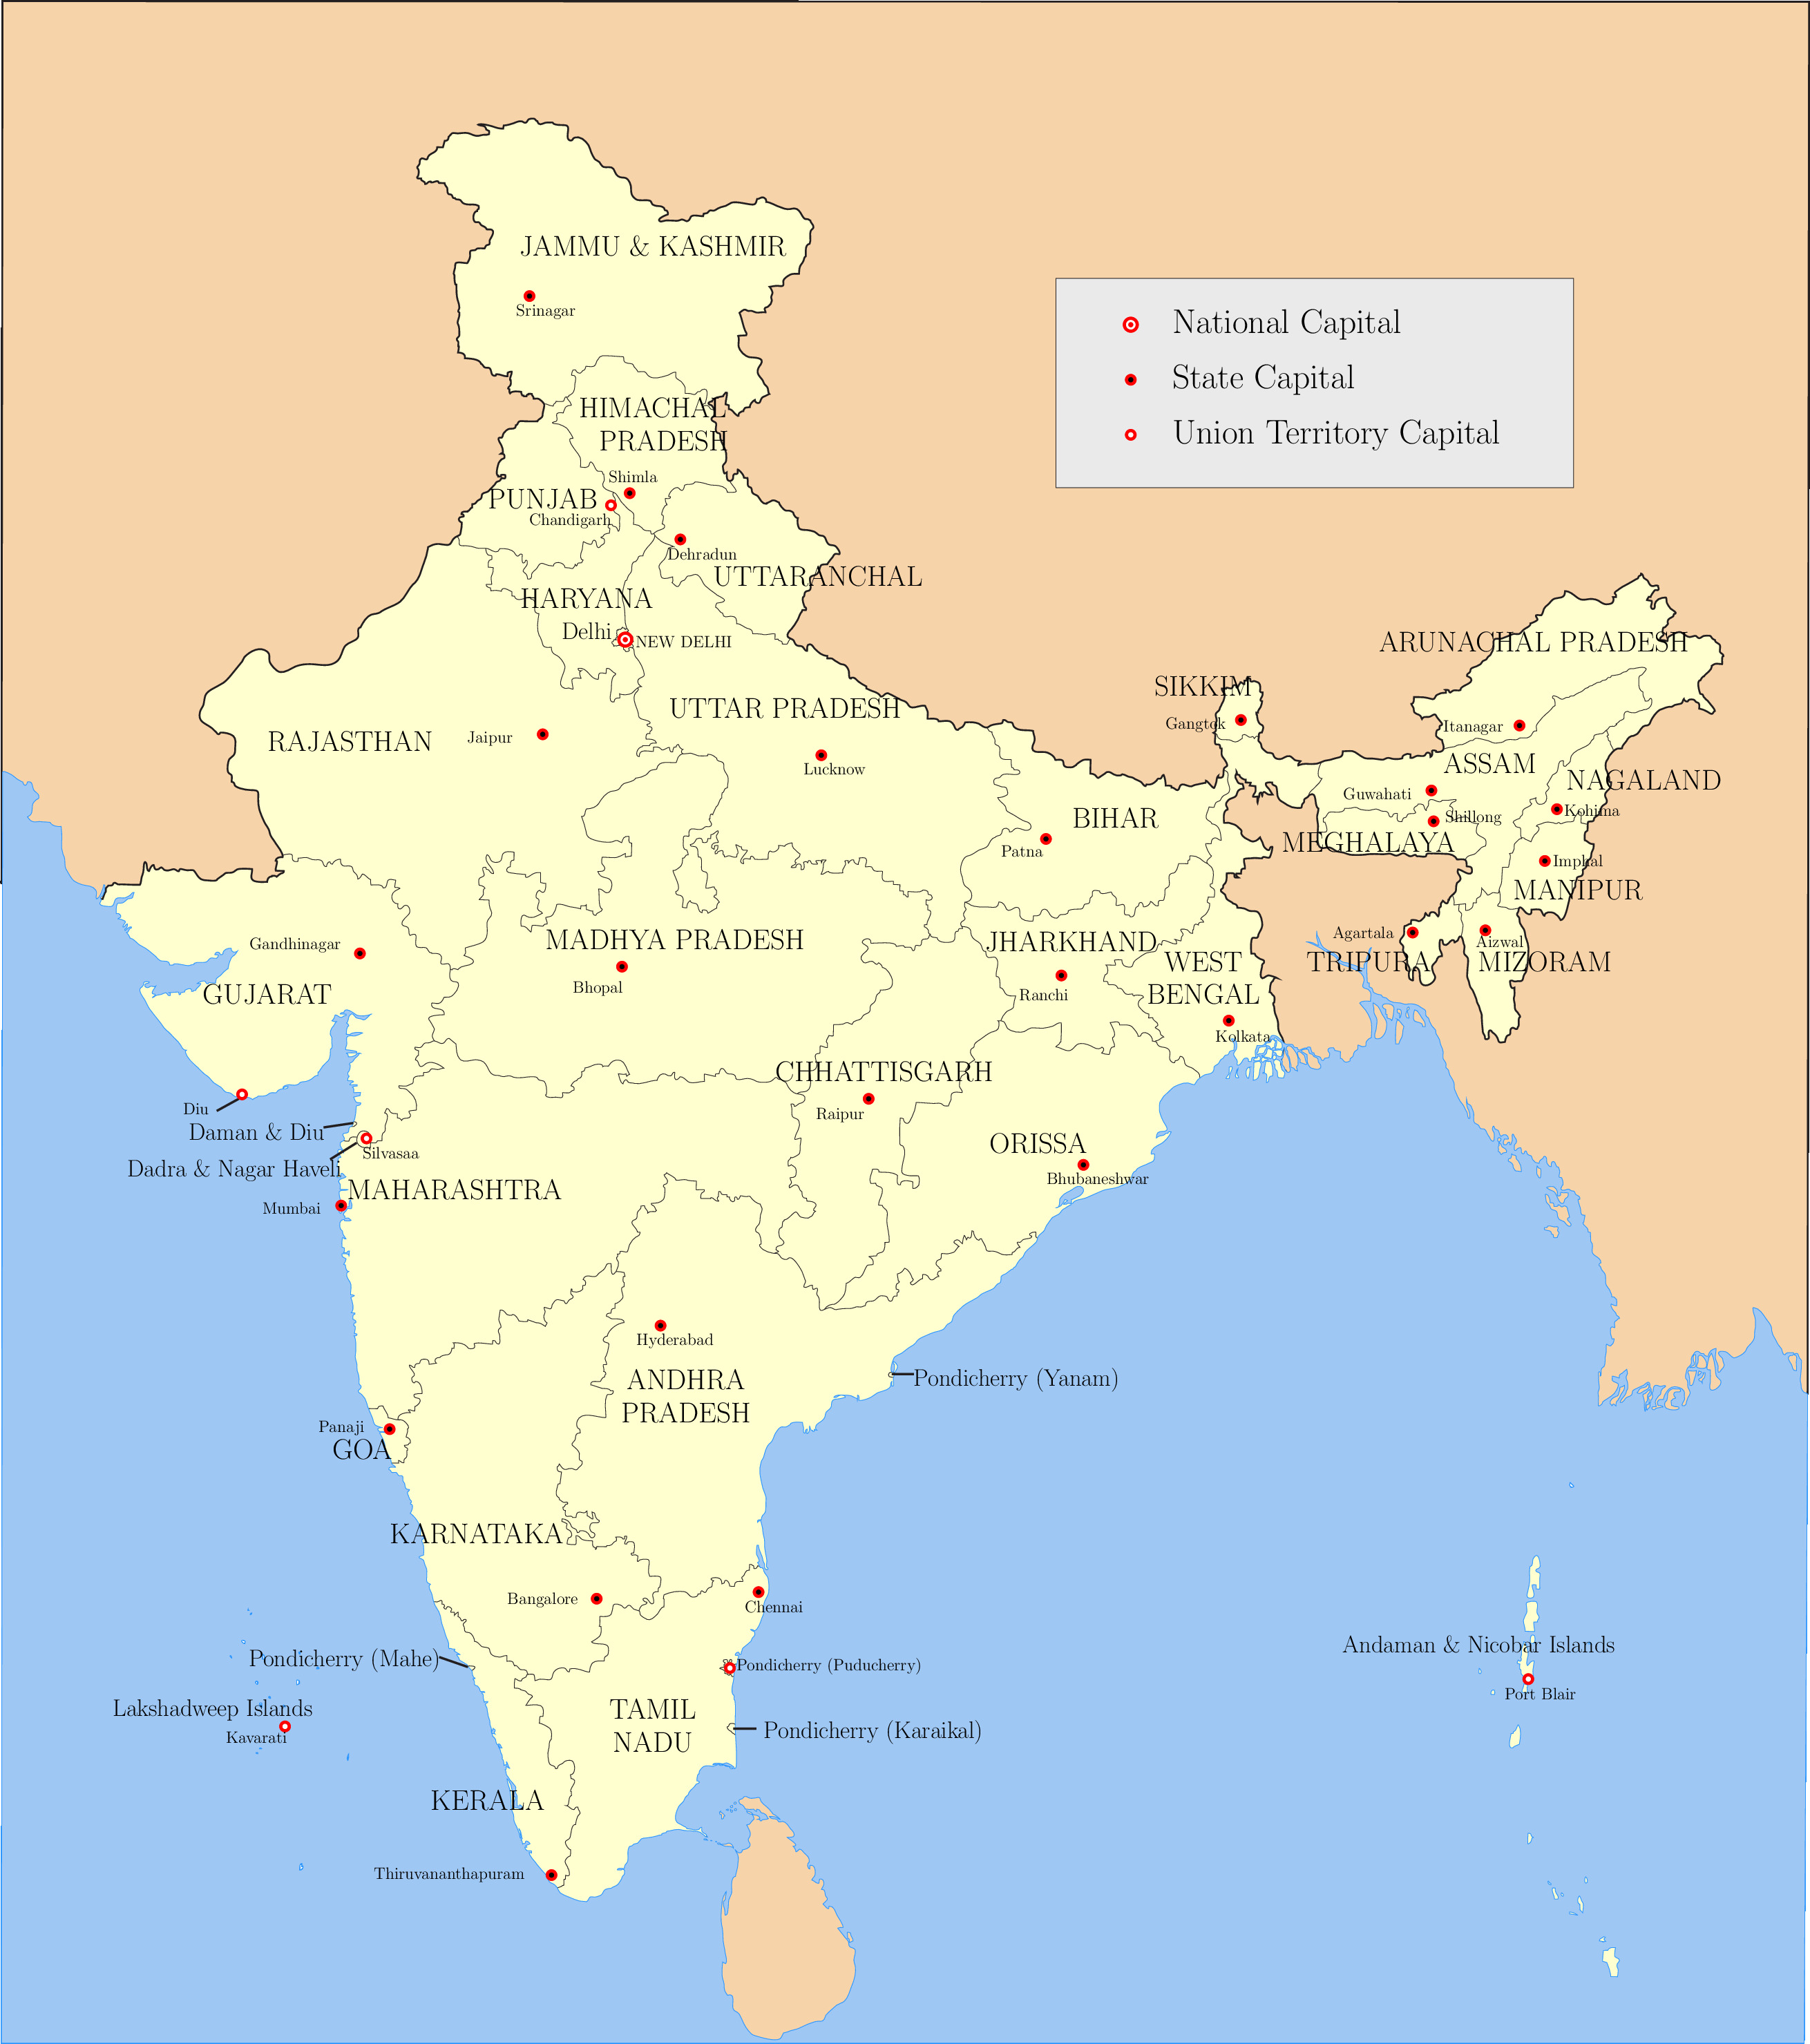 JAMMU & KASHMIR
Srinagar
National Capital
State Capital
Union Territory Capital
HIMACHAL
PRADESH
Shimla
PUNJAB
Chandigarh
Dehradun
UTTARANCHAL
HARYANA
Delhi
NEW DELHI
ARUNACHAL PRADESH
SIKKIM
Gangtok
Itanagar
UTTAR PRADESH
RAJASTHAN
Jaipur
Lucknow
ASSAM
NAGALAND
Guwahati
Kohima
Shillong
BIHAR
Patna
MEGHALAYA
Imphal
MANIPUR
Agartala
Aizwal
TRIPURA
MIZORAM
Gandhinagar
GUJARAT
MADHYA PRADESH
Bhopal
JHARKHAND
Ranchi
WEST
BENGAL
Kolkata
CHHATTISGARH
Raipur
Diu
Daman & Diu
Silvasaa
Dadra & Nagar Haveli
ORISSA
Bhubaneshwar
MAHARASHTRA
Mumbai
Hyderabad
ANDHRA
PRADESH
Pondicherry (Yanam)
Panaji
GOA
KARNATAKA
Bangalore
Chennai
Pondicherry (Mahe)
Pondicherry (Puducherry)
Andaman & Nicobar Islands
Port Blair
Lakshadweep Islands
Kavarati
TAMIL
NADU
Pondicherry (Karaikal)
KERALA
Thiruvananthapuram